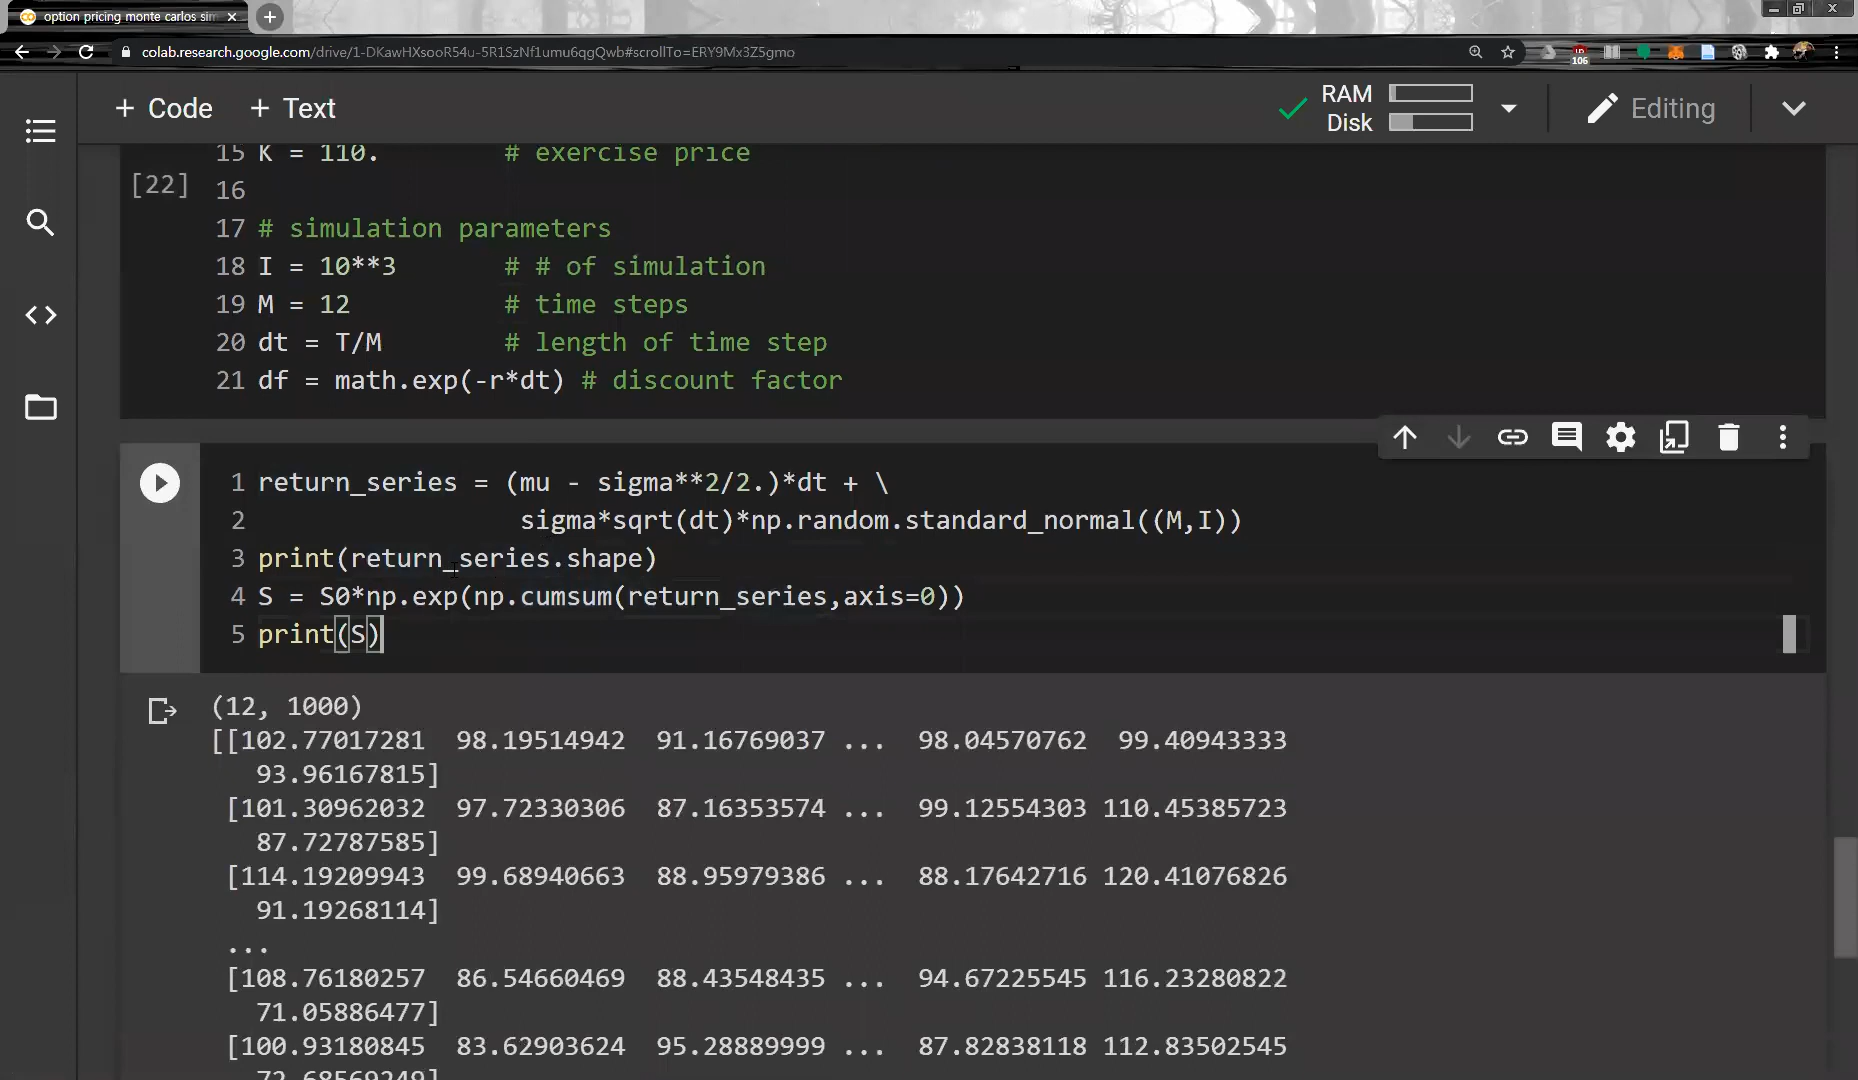 option pricing monte carlos sim
colab.research.google.com/drive/1-DKawHXsooR54u-5R1SzNf1umu6qgQwb#scrollTo=ERY9Mx3Z5gmo
106
+ Code + Text
RAM
Disk
Editing
15 K = 110. # exercise price
[22]
16
17 # simulation parameters
18 I = 10**3 # # of simulation
19 M = 12 # time steps
20 dt = T/M # length of time step
21 df = math.exp(-r*dt) # discount factor
1 return_series = (mu - sigma**2/2.)*dt + \
2 sigma*sqrt(dt)*np.random.standard_normal((M,I))
3 print(return_series.shape)
4 S = S0*np.exp(np.cumsum(return_series,axis=0))
5 print(S)
(12, 1000)
[[102.77017281 98.19514942 91.16769037 ... 98.04570762 99.40943333
93.96167815]
[101.30962032 97.72330306 87.16353574 ... 99.12554303 110.45385723
87.72787585]
[114.19209943 99.68940663 88.95979386 ... 88.17642716 120.41076826
91.19268114]
...
[108.76180257 86.54660469 88.43548435 ... 94.67225545 116.23280822
71.05886477]
[100.93180845 83.62903624 95.28889999 ... 87.82838118 112.83502545
72.68569249]